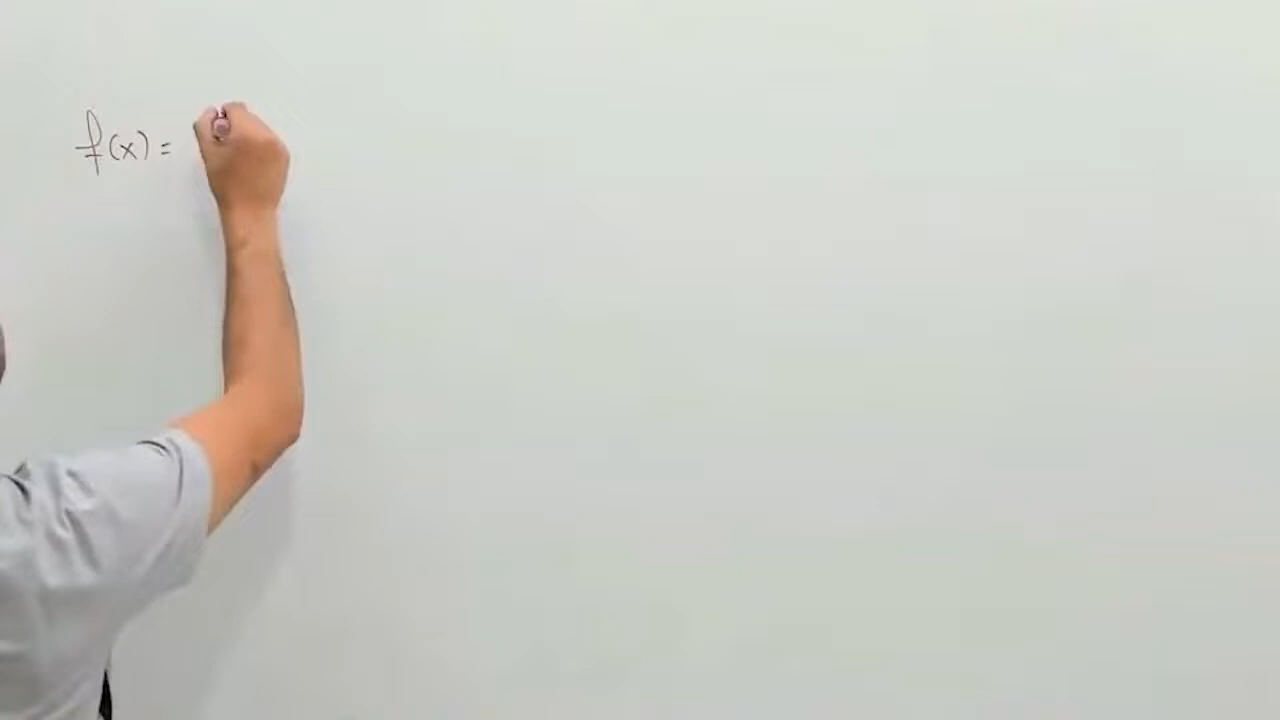 f(x) =